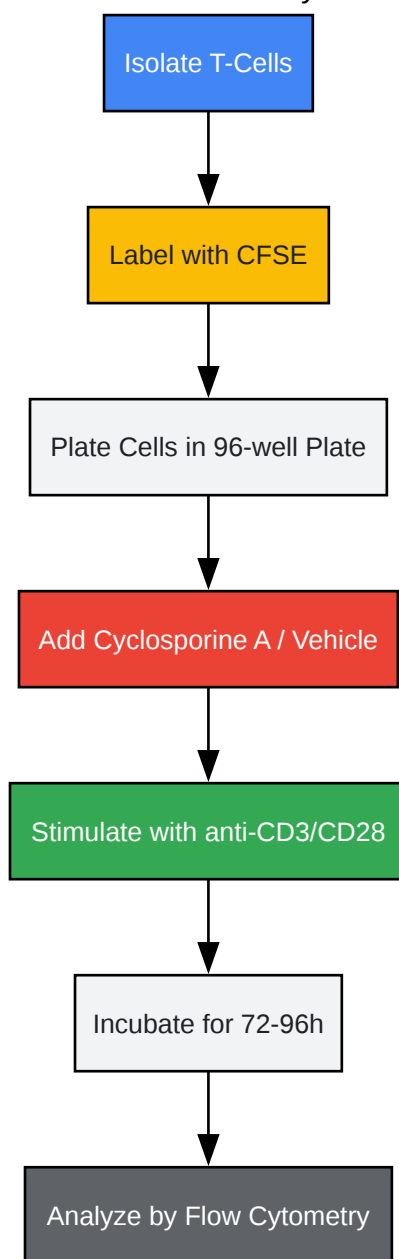 Isolate T-Cells
Label with CFSE
Plate Cells in 96-well Plate
Add Cyclosporine A / Vehicle
Stimulate with anti-CD3/CD28
Incubate for 72-96h
Analyze by Flow Cytometry